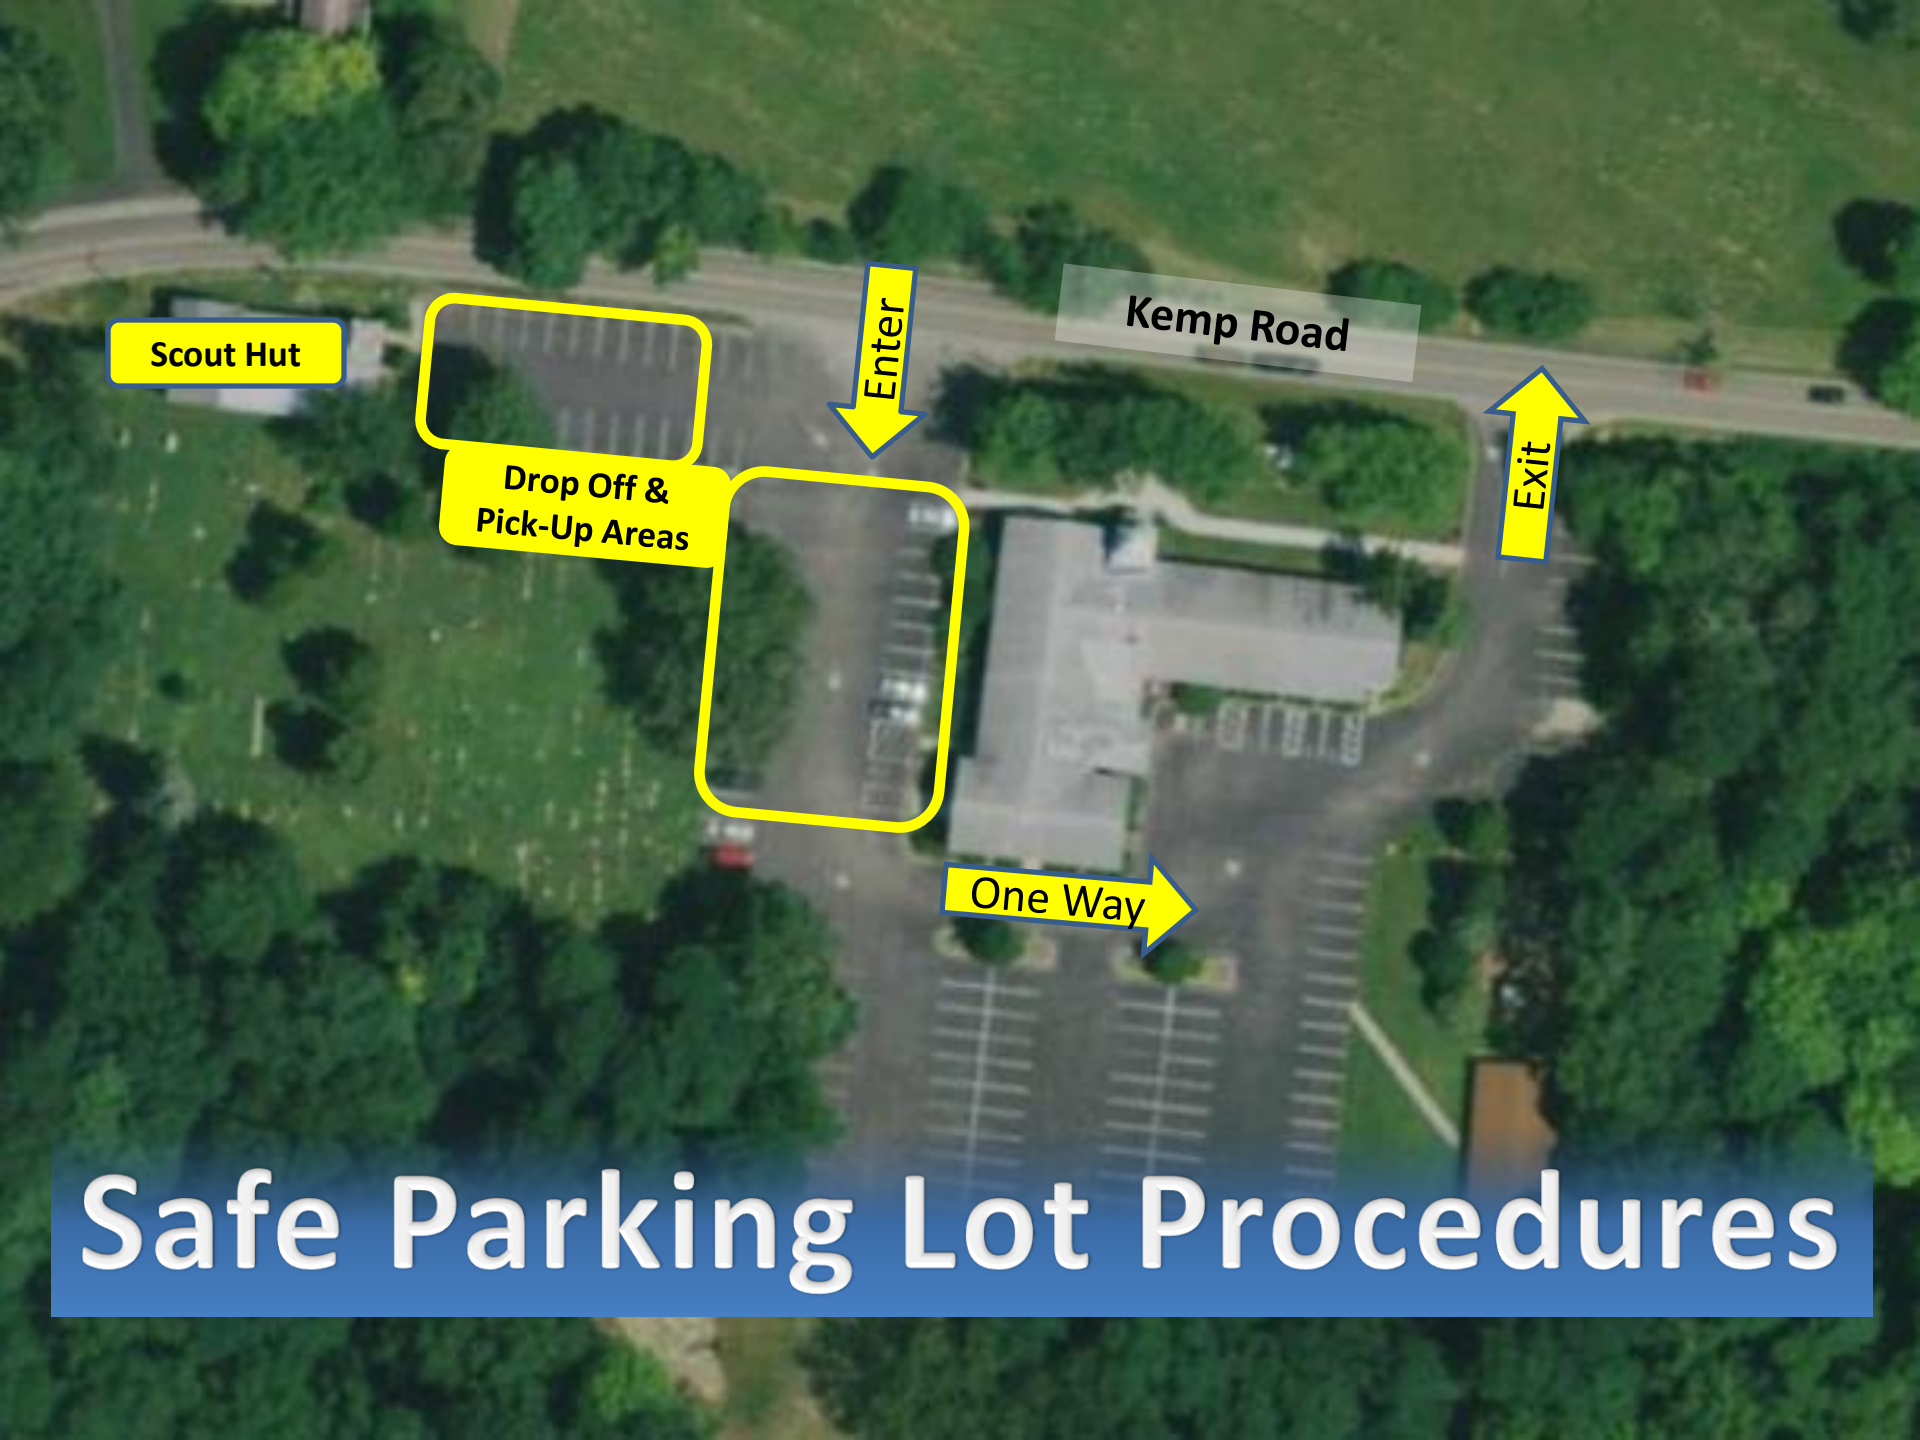 Enter
Kemp Road
Scout Hut
Exit
Drop Off &
Pick-Up Areas
One Way
Safe Parking Lot Procedures